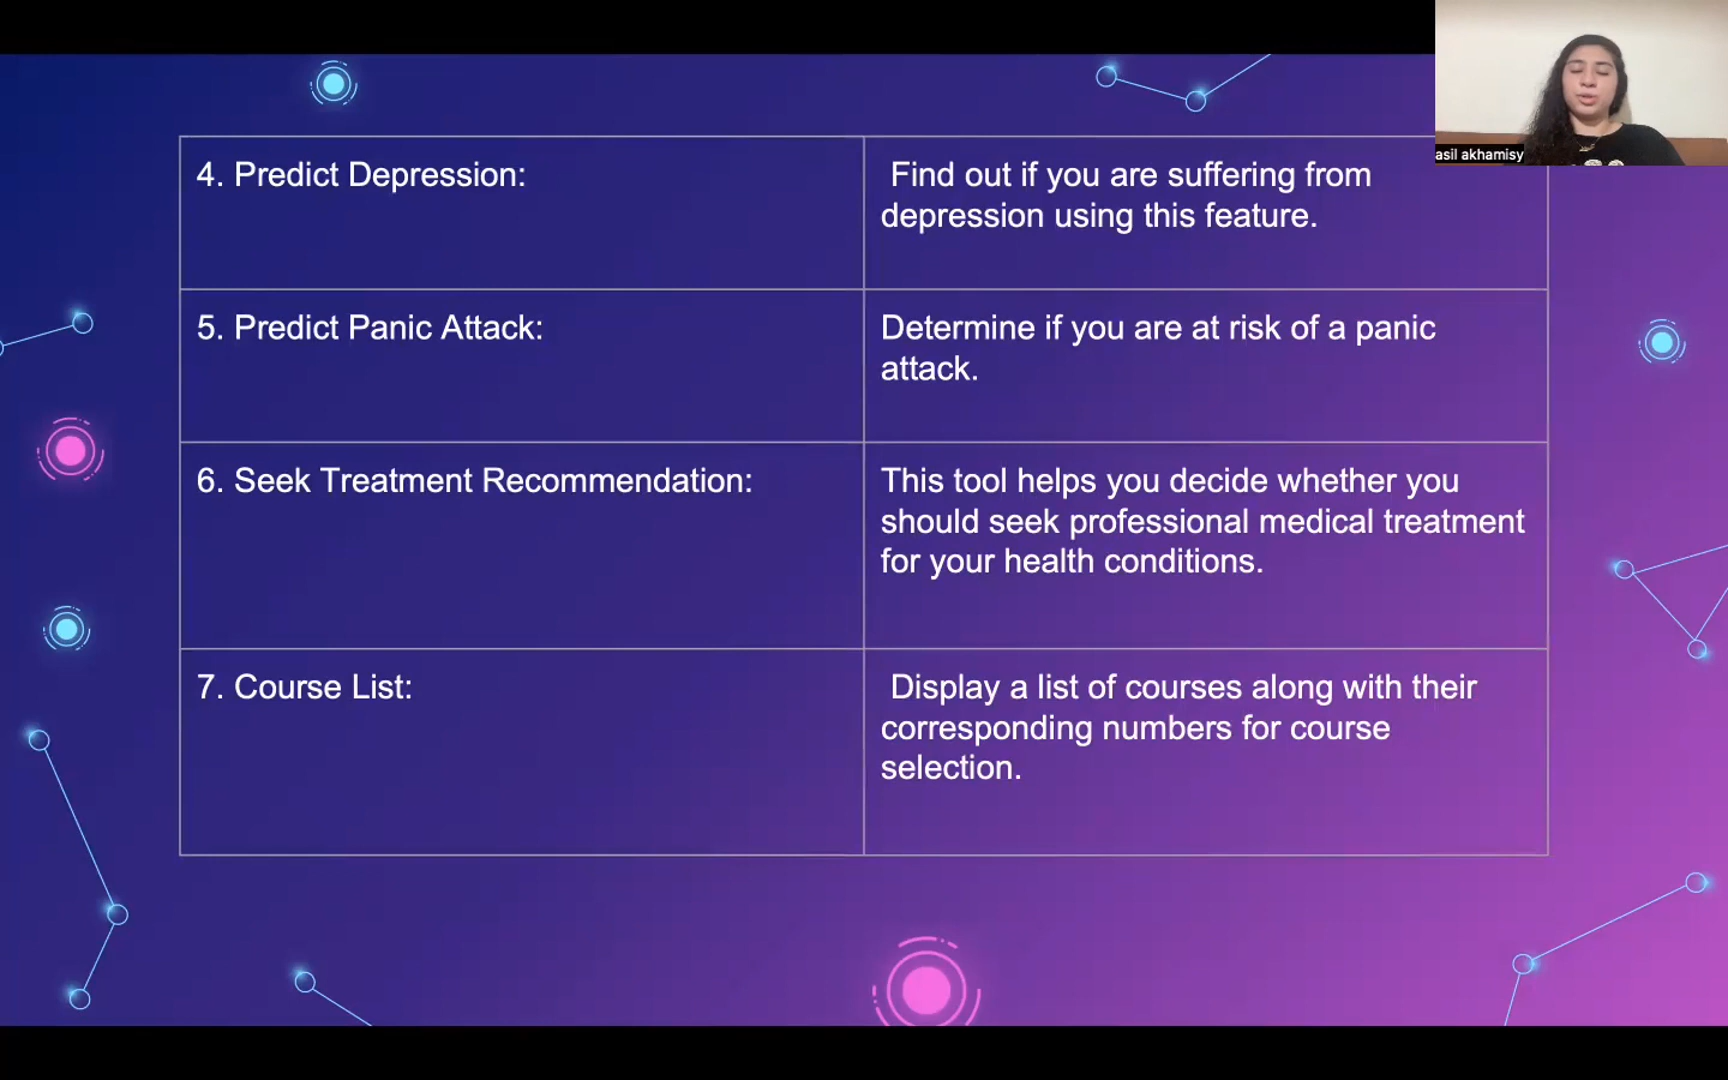 4. Predict Depression:
Find out if you are suffering from
depression using this feature.
5. Predict Panic Attack:
Determine if you are at risk of a panic
attack.
6. Seek Treatment Recommendation:
This tool helps you decide whether you
should seek professional medical treatment
for your health conditions.
7. Course List:
Display a list of courses along with their
corresponding numbers for course
selection.
asil akhamisy